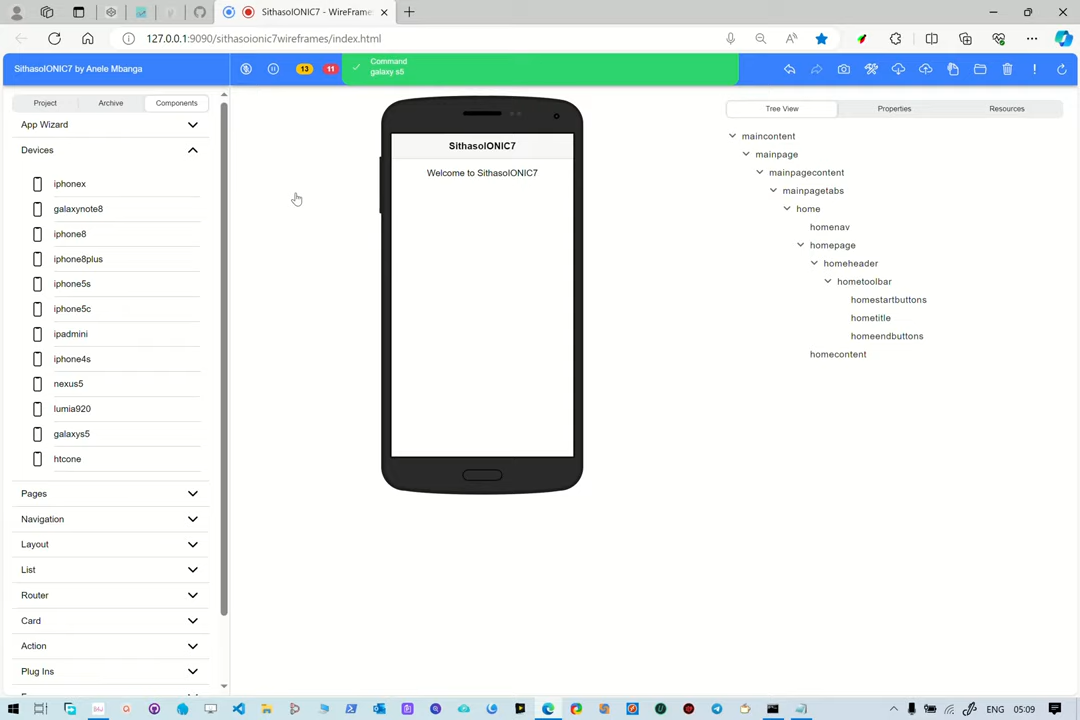 SithasoIONIC7 - WireFrame
127.0.0.1:9090/sithasoionic7wireframes/index.html
SithasoIONIC7 by Anele Mbanga
13
11
Command
galaxy s5
Project
Archive
Components
App Wizard
Devices
iphonex
galaxynote8
iphone8
iphone8plus
iphone5s
iphone5c
ipadmini
iphone4s
nexus5
lumia920
galaxys5
htcone
Pages
Navigation
Layout
List
Router
Card
Action
Plug Ins
SithasoIONIC7
Welcome to SithasoIONIC7
Tree View
Properties
Resources
maincontent
mainpage
mainpagecontent
mainpagetabs
home
homenav
homepage
homeheader
hometoolbar
homestartbuttons
hometitle
homeendbuttons
homecontent
ENG
05:09